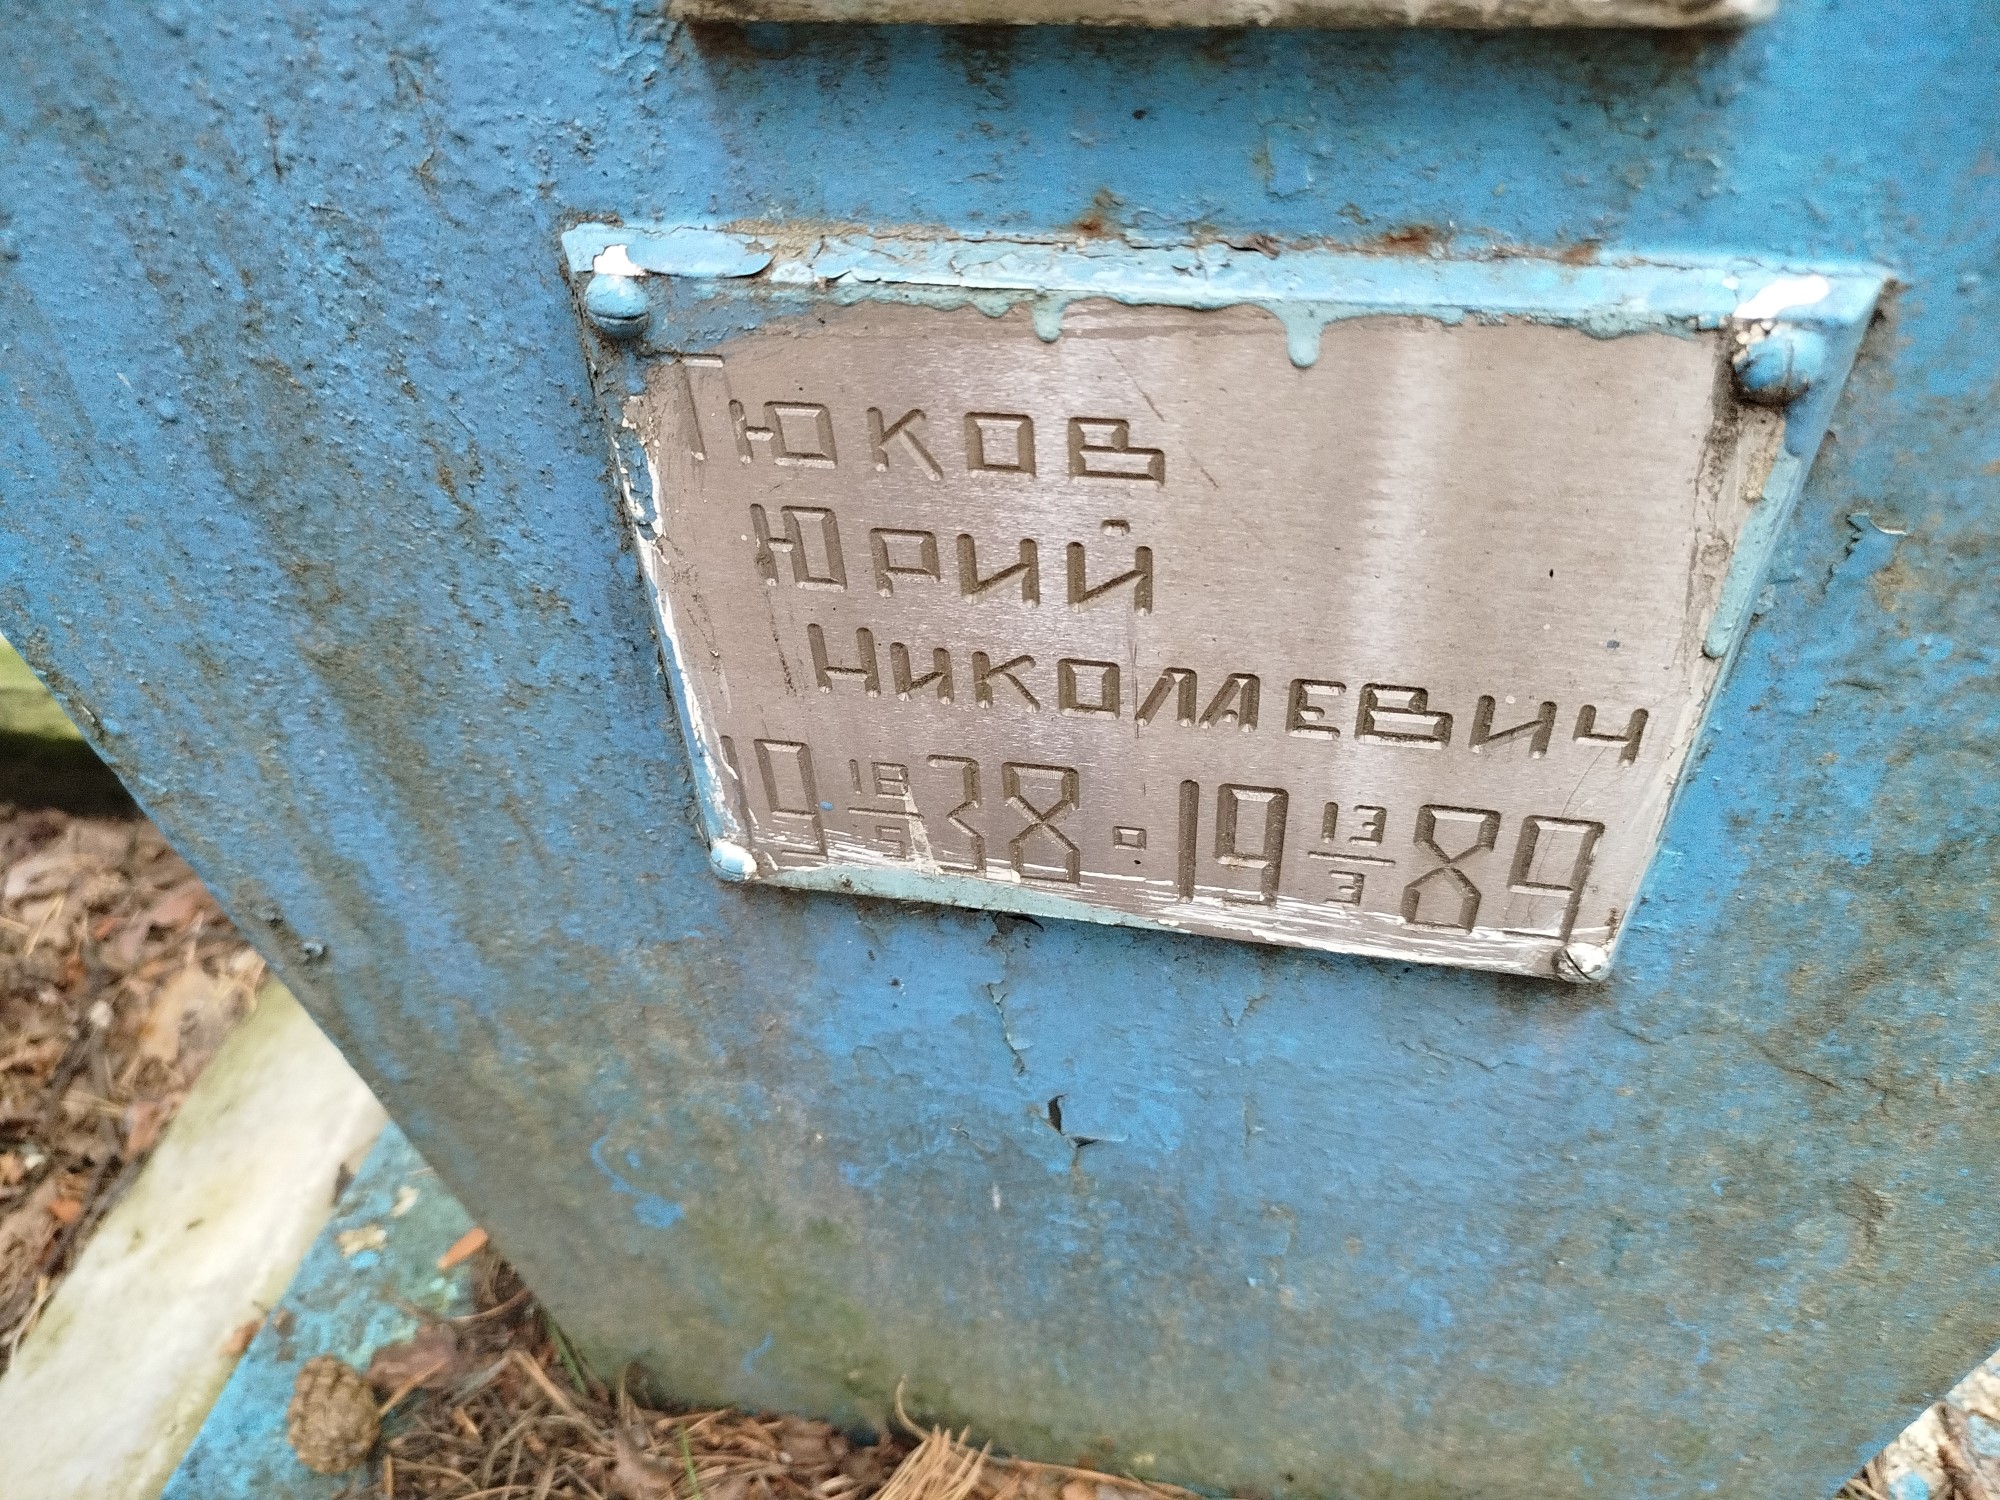 Тюков
Юрий
Николаевич
19 18/5 38 · 19 13/3 89